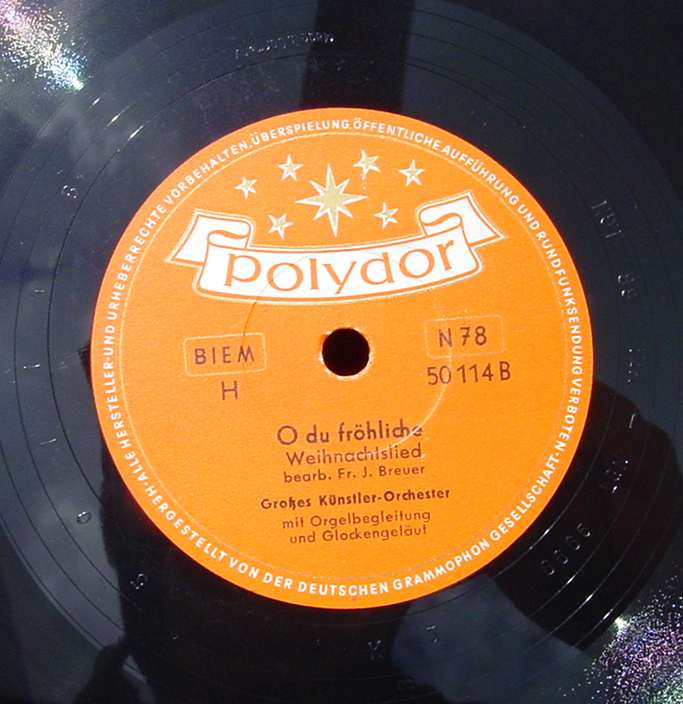 ALLE HERSTELLER-UND URHEBERRECHTE VORBEHALTEN. ÜBERSPIELUNG, ÖFFENTLICHE AUFFÜHRUNG UND RUNDFUNKSENDUNG VERBOTEN
polydor
BIEM
N 78
H
50 114 B
O du fröhliche
Weihnachtslied
bearb. Fr. J. Breuer
Großes Künstler-Orchester
mit Orgelbegleitung
und Glockengeläut
HERGESTELLT VON DER DEUTSCHEN GRAMMOPHON GESELLSCHAFT